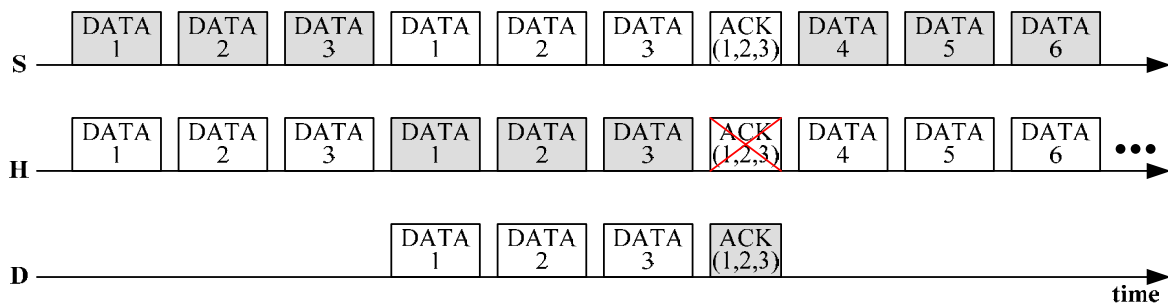 DATA DATA DATA DATA DATA DATA ACK DATA DATA DATA
1 2 3 1 2 3 (1,2,3) 4 5 6
S
DATA DATA DATA DATA DATA DATA ACK DATA DATA DATA
1 2 3 1 2 3 (1,2,3) 4 5 6 •••
H
DATA DATA DATA ACK
1 2 3 (1,2,3)
D
time